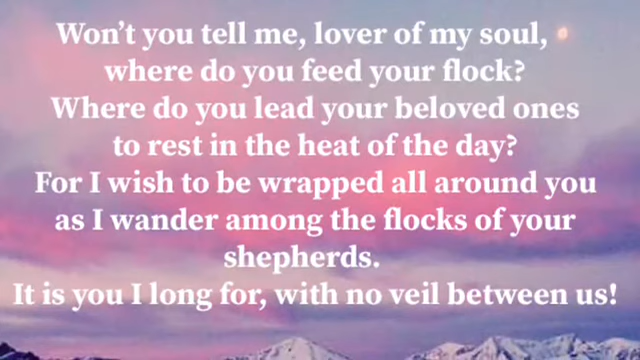 Won’t you tell me, lover of my soul,
where do you feed your flock?
Where do you lead your beloved ones
to rest in the heat of the day?
For I wish to be wrapped all around you
as I wander among the flocks of your
shepherds.
It is you I long for, with no veil between us!